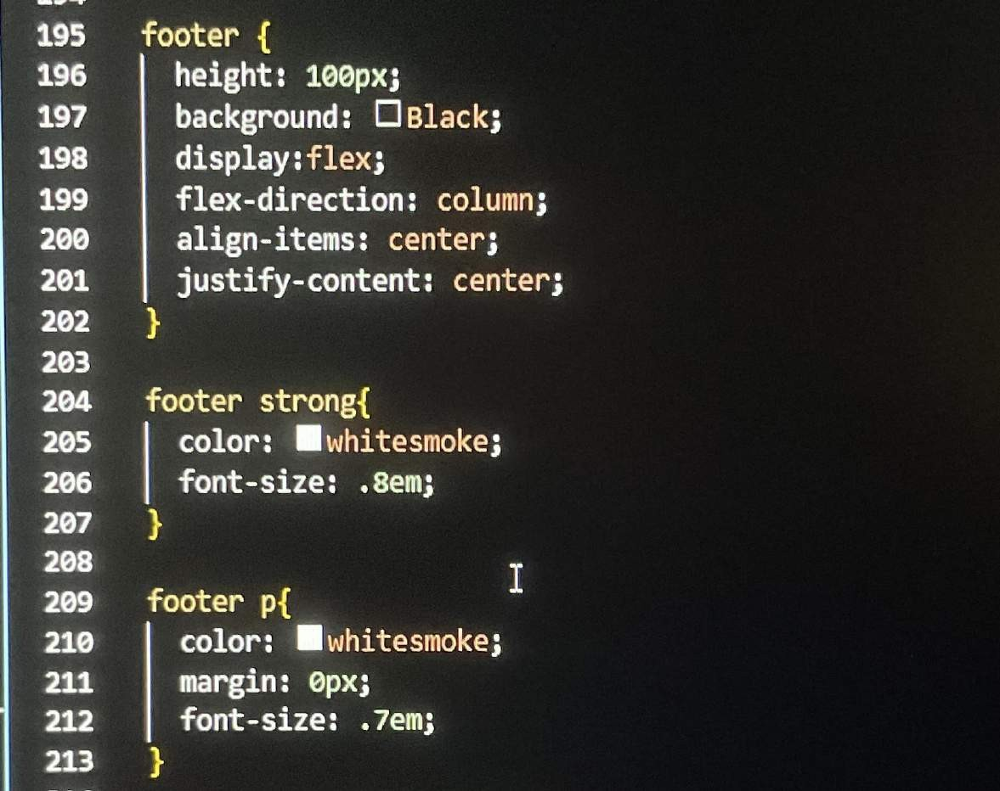 195 footer {
196 height: 100px;
197 background: Black;
198 display:flex;
199 flex-direction: column;
200 align-items: center;
201 justify-content: center;
202 }
203
204 footer strong{
205 color: whitesmoke;
206 font-size: .8em;
207 }
208
209 footer p{
210 color: whitesmoke;
211 margin: 0px;
212 font-size: .7em;
213 }